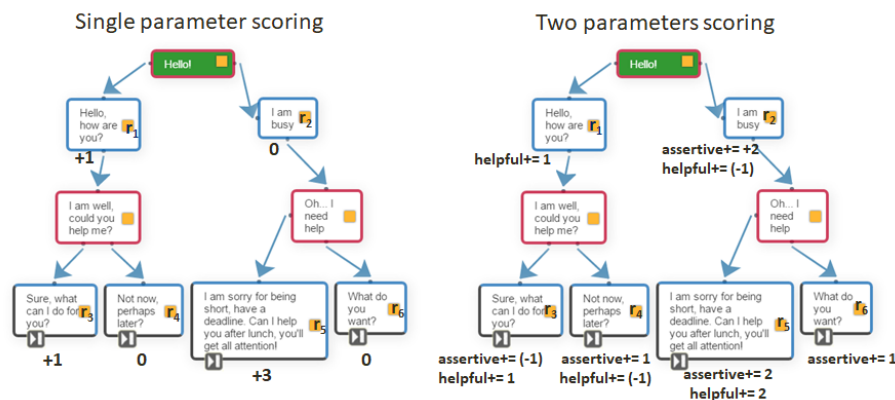 Single parameter scoring
Hello!
Hello,
how are
you?
r1
+1
I am
busy
r2
0
I am well,
could you
help me?
Oh... I
need
help
Sure, what
can I do for
you?
r3
+1
Not now,
perhaps
later?
r4
0
I am sorry for being
short, have a
deadline. Can I help
you after lunch, you'll
get all attention!
r5
+3
What do
you
want?
r6
0
Two parameters scoring
Hello!
Hello,
how are
you?
r1
helpful+= 1
I am
busy
r2
assertive+= +2
helpful+= (-1)
I am well,
could you
help me?
Oh... I
need
help
Sure, what
can I do for
you?
r3
assertive+= (-1)
helpful+= 1
Not now,
perhaps
later?
r4
assertive+= 1
helpful+= (-1)
I am sorry for being
short, have a
deadline. Can I help
you after lunch, you'll
get all attention!
r5
assertive+= 2
helpful+= 2
What do
you
want?
r6
assertive+= 1